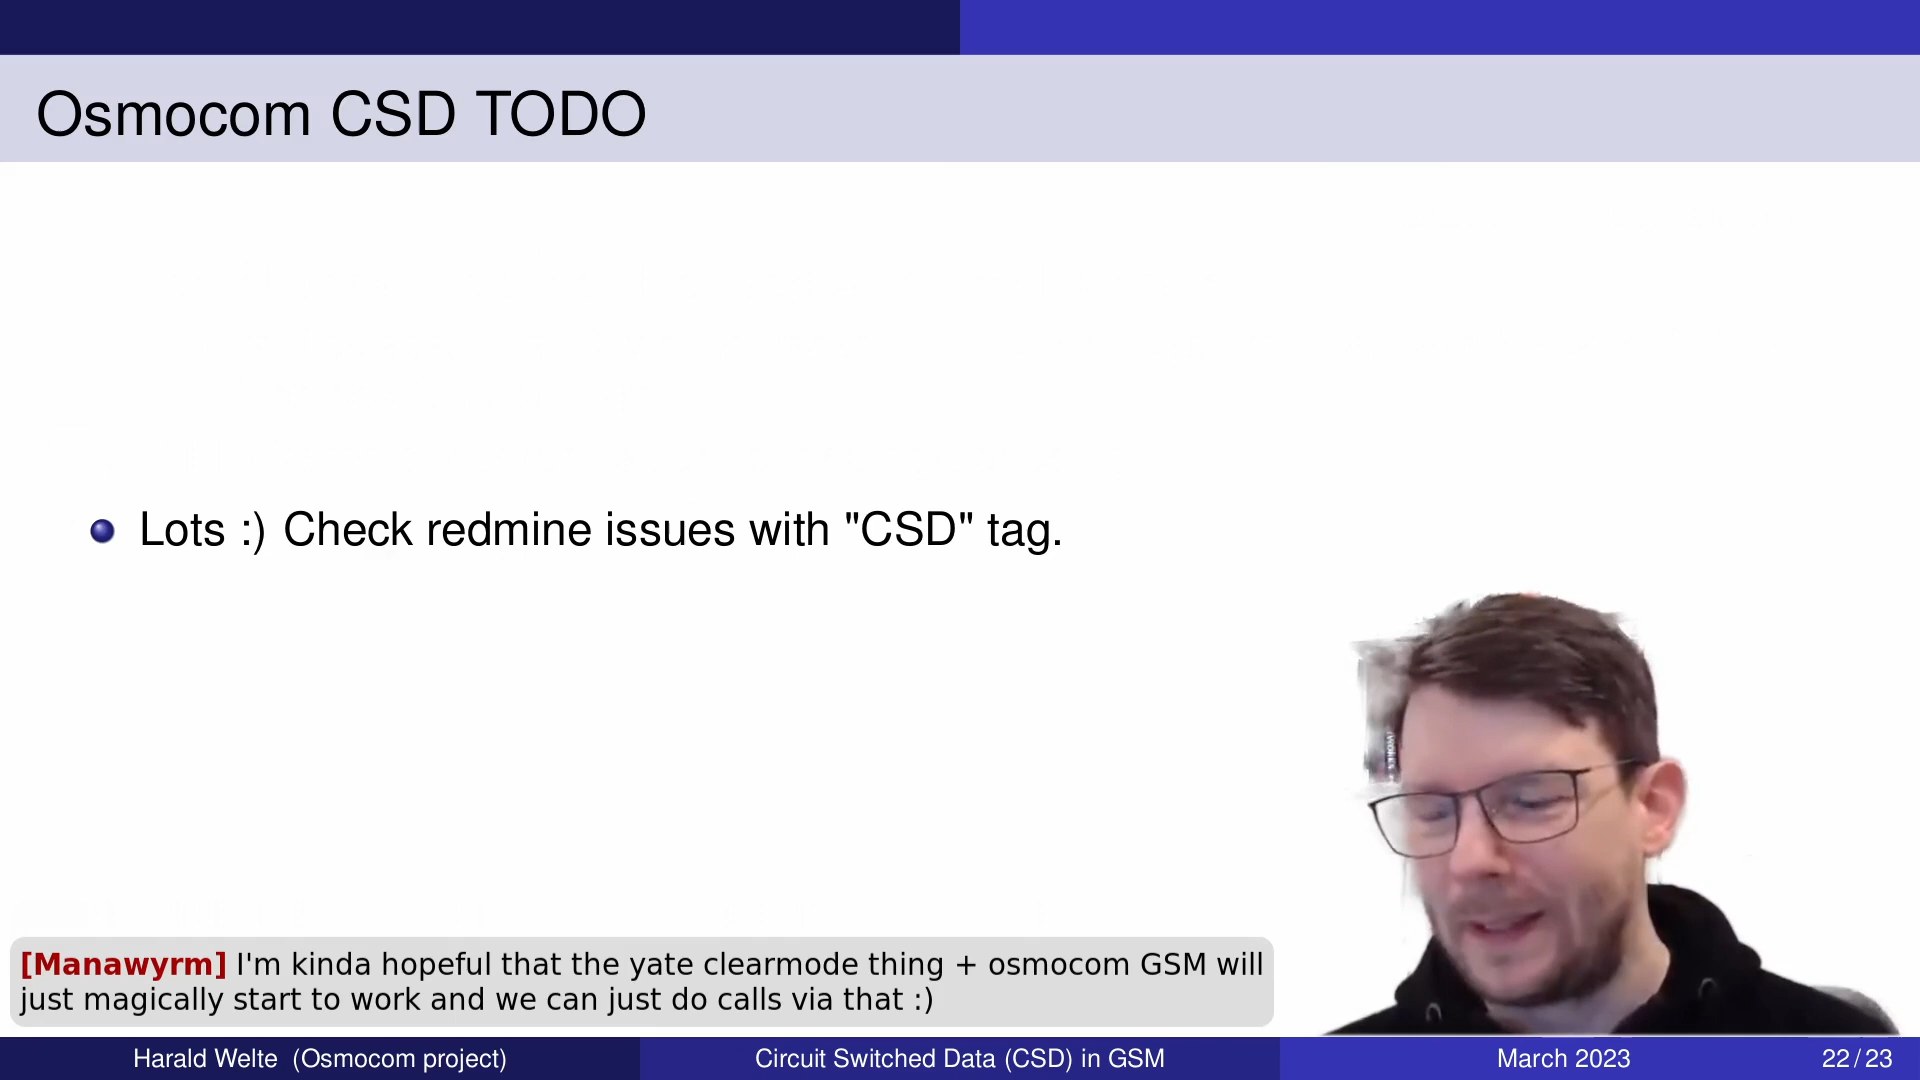 Osmocom CSD TODO
Lots :) Check redmine issues with "CSD" tag.
[Manawyrm] I'm kinda hopeful that the yate clearmode thing + osmocom GSM will
just magically start to work and we can just do calls via that :)
Harald Welte (Osmocom project)
Circuit Switched Data (CSD) in GSM
March 2023
22 / 23